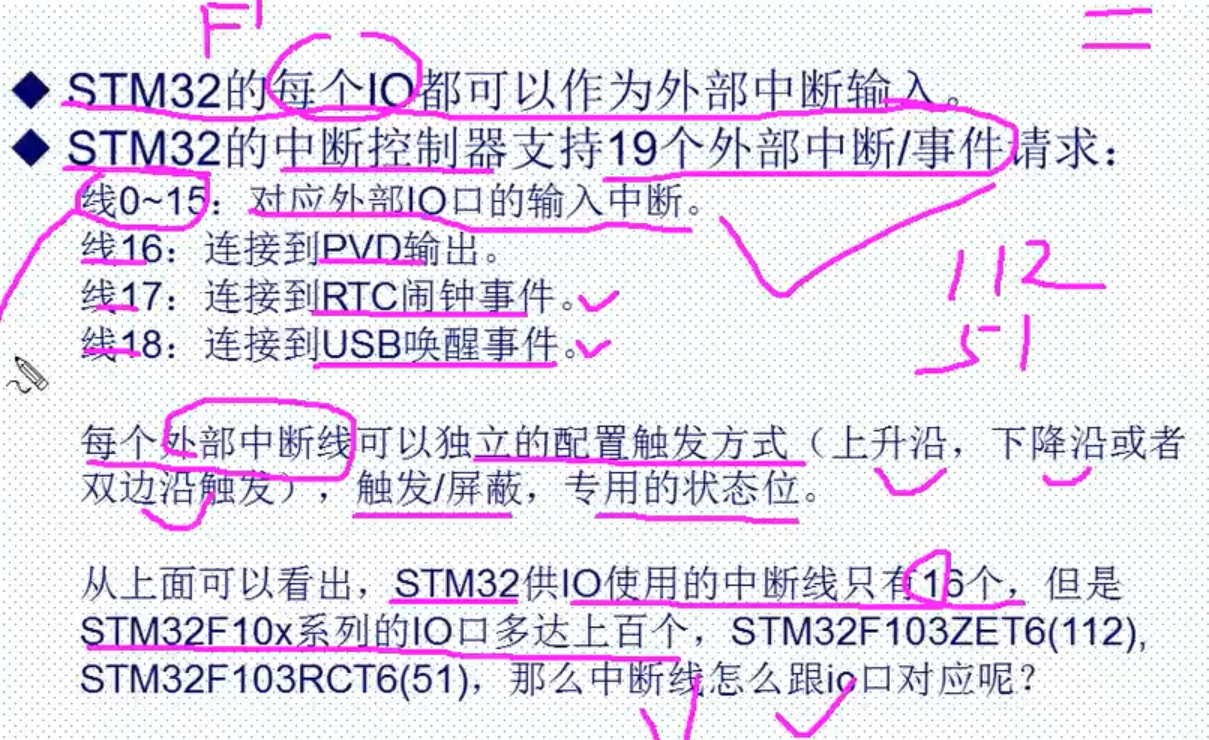 F1
STM32的每个IO都可以作为外部中断输入。
STM32的中断控制器支持19个外部中断/事件请求：
线0~15：对应外部IO口的输入中断。
线16：连接到PVD输出。
线17：连接到RTC闹钟事件。
线18：连接到USB唤醒事件。
112
51
每个外部中断线可以独立的配置触发方式（上升沿，下降沿或者
双边沿触发），触发/屏蔽，专用的状态位。
从上面可以看出，STM32供IO使用的中断线只有16个，但是
STM32F10x系列的IO口多达上百个，STM32F103ZET6(112),
STM32F103RCT6(51)，那么中断线怎么跟io口对应呢？